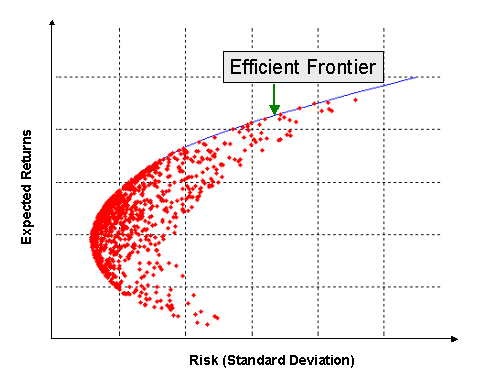 Efficient Frontier
Expected Returns
Risk (Standard Deviation)